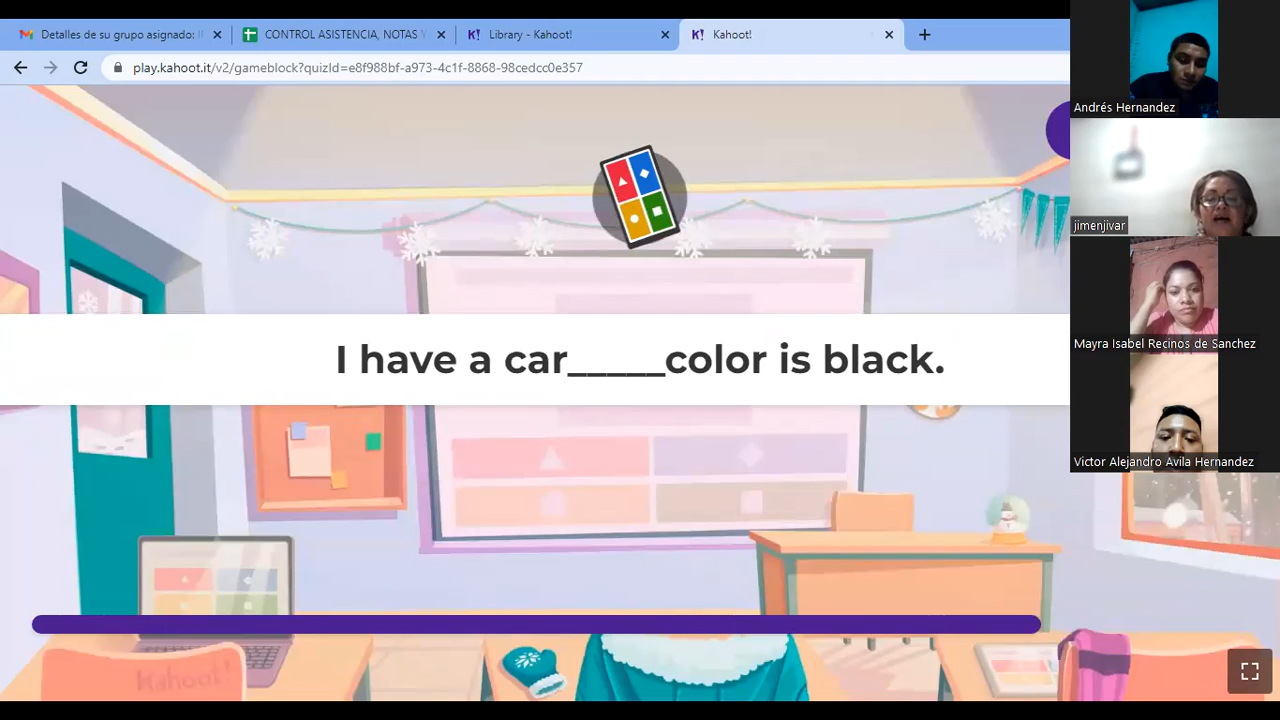 Detalles de su grupo asignado: I
CONTROL ASISTENCIA, NOTAS Y
K! Library - Kahoot!
K! Kahoot!
play.kahoot.it/v2/gameblock?quizId=e8f988bf-a973-4c1f-8868-98cedcc0e357
I have a car_____color is black.
Kahoot!
Andrés Hernandez
jimenjivar
Mayra Isabel Recinos de Sanchez
Victor Alejandro Avila Hernandez